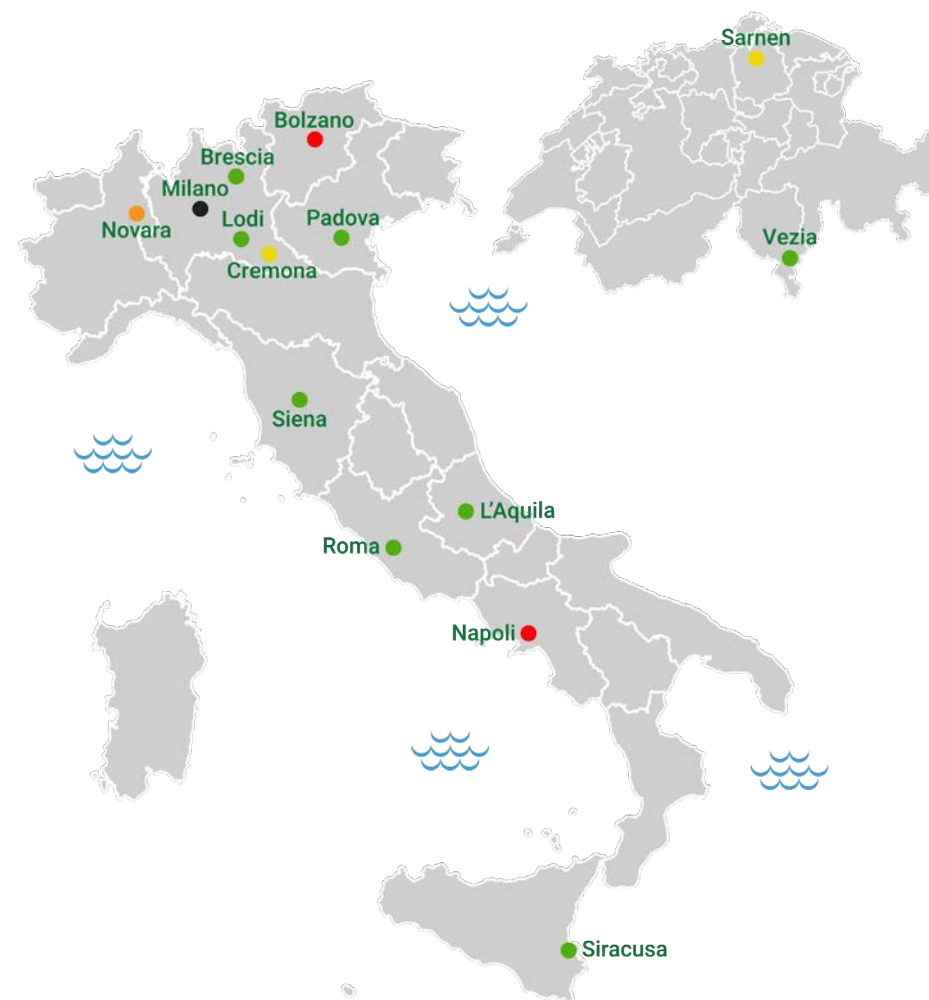 Sarnen
Bolzano
Brescia
Milano
Lodi
Padova
Novara
Vezia
Cremona
Siena
L’Aquila
Roma
Napoli
Siracusa